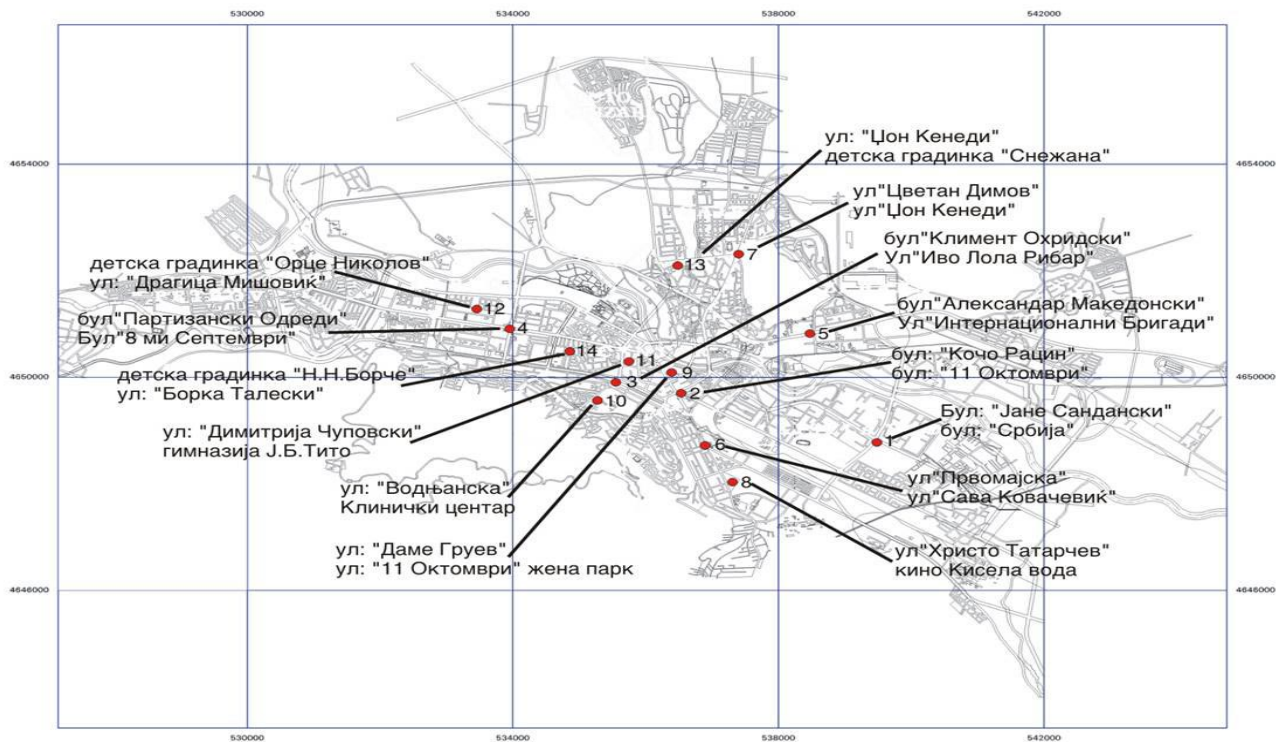 530000
534000
538000
542000
4654000
4654000
ул: "Џон Кенеди"
детска градинка "Снежана"
ул"Цветан Димов"
ул"Џон Кенеди"
бул"Климент Охридски"
Ул"Иво Лола Рибар"
7
13
детска градинка "Орце Николов"
ул: "Драгица Мишовиќ"
12
бул"Партизански Одреди"
Бул"8 ми Септември"
4
бул"Александар Македонски"
Ул"Интернационални Бригади"
5
14
11
9
3
10
2
4650000
4650000
бул: "Кочо Рацин"
бул: "11 Октомври"
детска градинка "Н.Н.Борче"
ул: "Борка Талески"
Бул: "Јане Сандански"
бул: "Србија"
1
ул: "Димитрија Чуповски"
гимназија Ј.Б.Тито
6
8
ул"Првомајска"
ул"Сава Ковачевиќ"
ул: "Водњанска"
Клинички центар
ул: "Даме Груев"
ул: "11 Октомври" жена парк
ул"Христо Татарчев"
кино Кисела вода
4646000
4646000
530000
534000
538000
542000